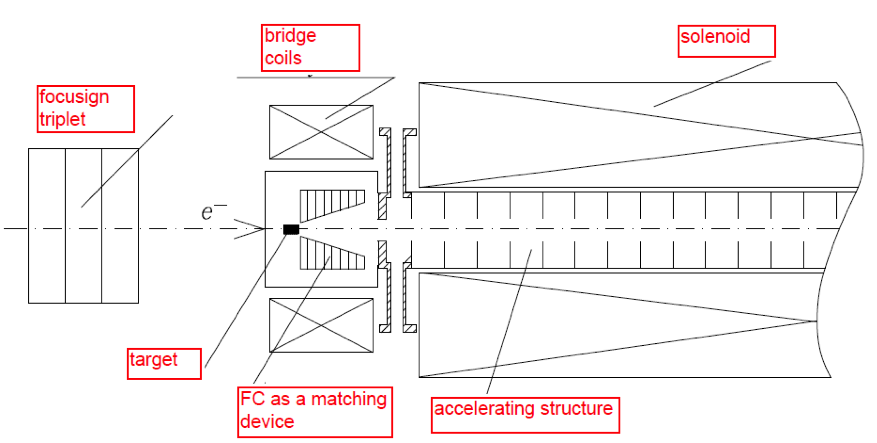 bridge
coils
solenoid
focusign
triplet
e−
target
FC as a matching
device
accelerating structure